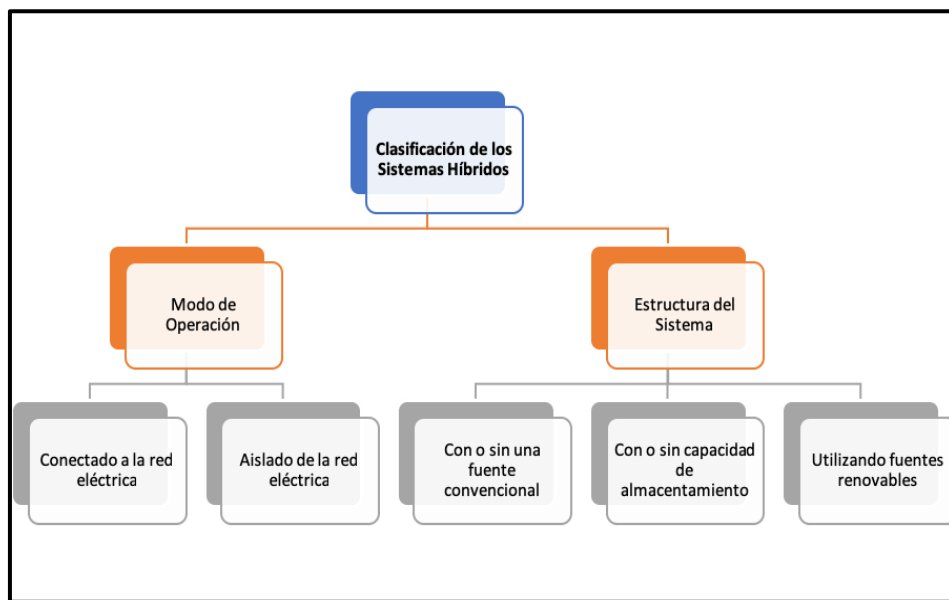 Clasificación de los
Sistemas Híbridos
Modo de
Operación
Estructura del
Sistema
Conectado a la red
eléctrica
Aislado de la red
eléctrica
Con o sin una
fuente
convencional
Con o sin capacidad
de
almacentamiento
Utilizando fuentes
renovables